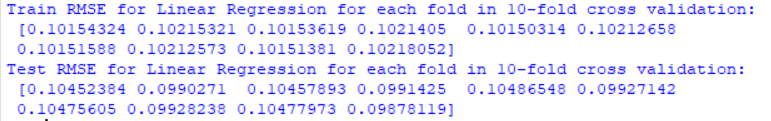 Train RMSE for Linear Regression for each fold in 10-fold cross validation:
[0.10154324 0.10215321 0.10153619 0.1021405  0.10150314 0.10212658
0.10151588 0.10212573 0.10151381 0.10218052]
Test RMSE for Linear Regression for each fold in 10-fold cross validation:
[0.10452384 0.0990271  0.10457893 0.0991425  0.10486548 0.09927142
0.10475605 0.09928238 0.10477973 0.09878119]